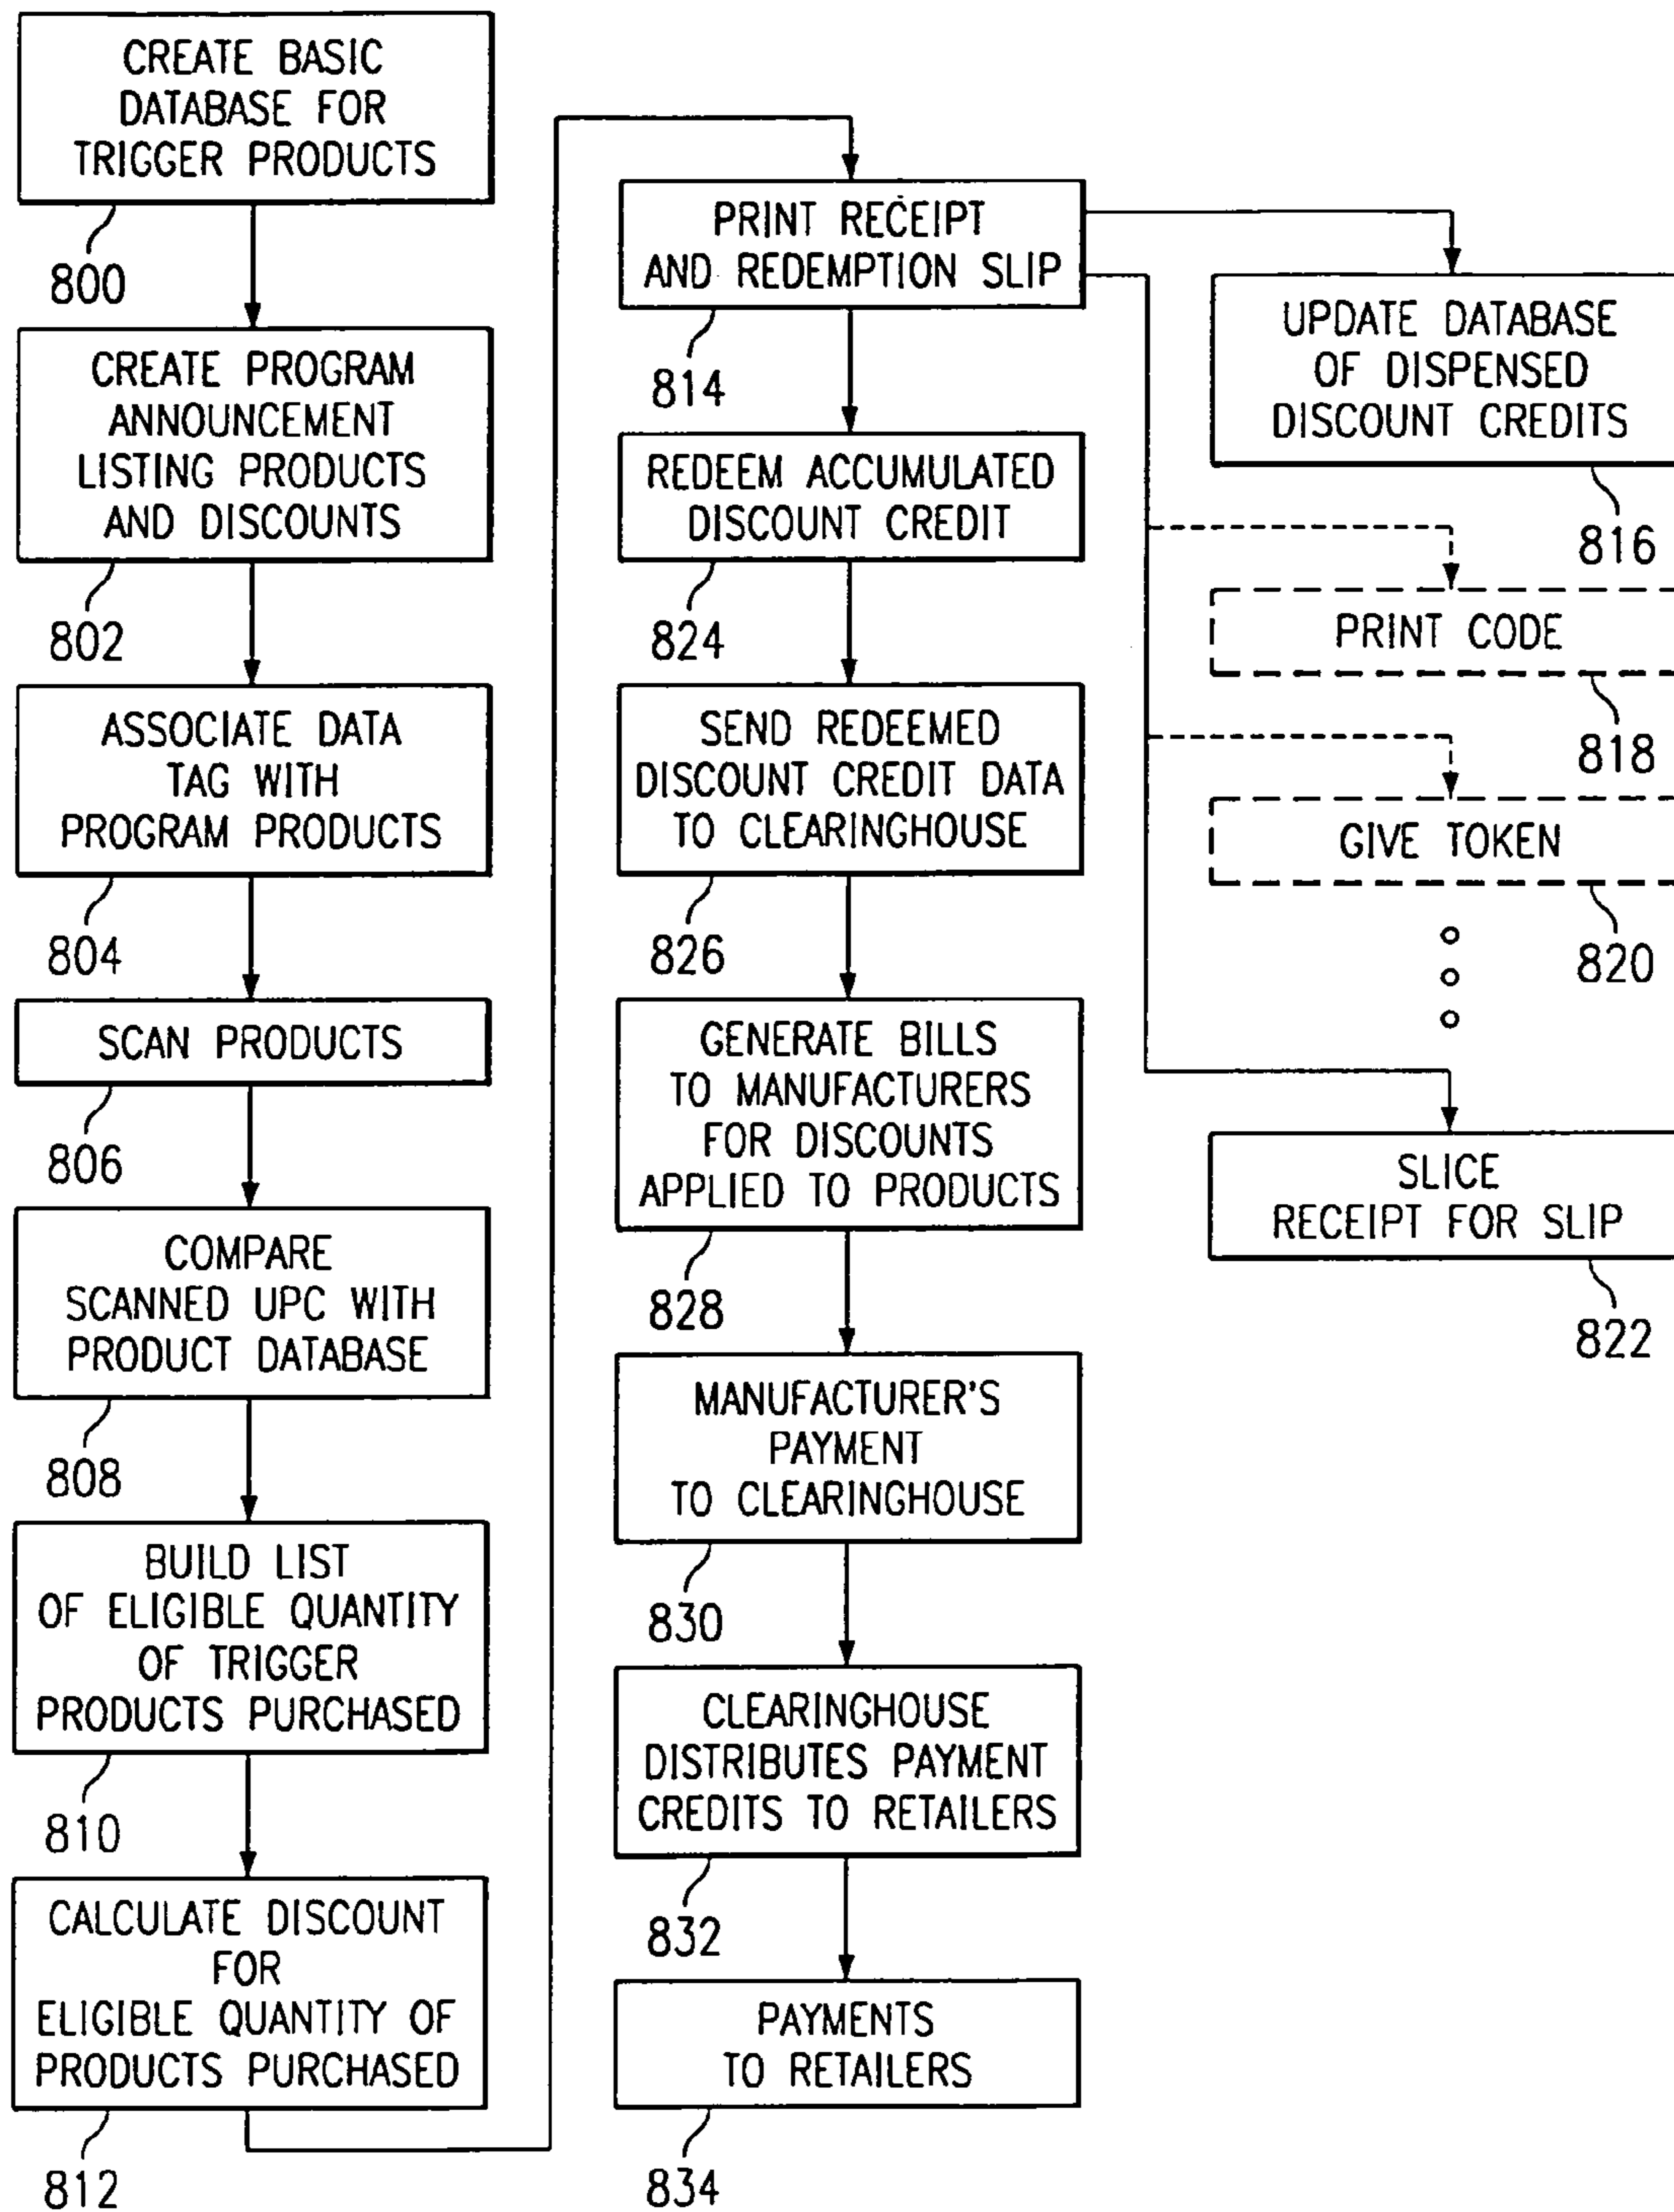 CREATE BASIC
DATABASE FOR
TRIGGER PRODUCTS
800
CREATE PROGRAM
ANNOUNCEMENT
LISTING PRODUCTS
AND DISCOUNTS
802
ASSOCIATE DATA
TAG WITH
PROGRAM PRODUCTS
804
SCAN PRODUCTS
806
COMPARE
SCANNED UPC WITH
PRODUCT DATABASE
808
BUILD LIST
OF ELIGIBLE QUANTITY
OF TRIGGER
PRODUCTS PURCHASED
810
CALCULATE DISCOUNT
FOR
ELIGIBLE QUANTITY OF
PRODUCTS PURCHASED
812
PRINT RECEIPT
AND REDEMPTION SLIP
814
REDEEM ACCUMULATED
DISCOUNT CREDIT
824
SEND REDEEMED
DISCOUNT CREDIT DATA
TO CLEARINGHOUSE
826
GENERATE BILLS
TO MANUFACTURERS
FOR DISCOUNTS
APPLIED TO PRODUCTS
828
MANUFACTURER'S
PAYMENT
TO CLEARINGHOUSE
830
CLEARINGHOUSE
DISTRIBUTES PAYMENT
CREDITS TO RETAILERS
832
PAYMENTS
TO RETAILERS
834
UPDATE DATABASE
OF DISPENSED
DISCOUNT CREDITS
816
PRINT CODE
818
GIVE TOKEN
820
SLICE
RECEIPT FOR SLIP
822